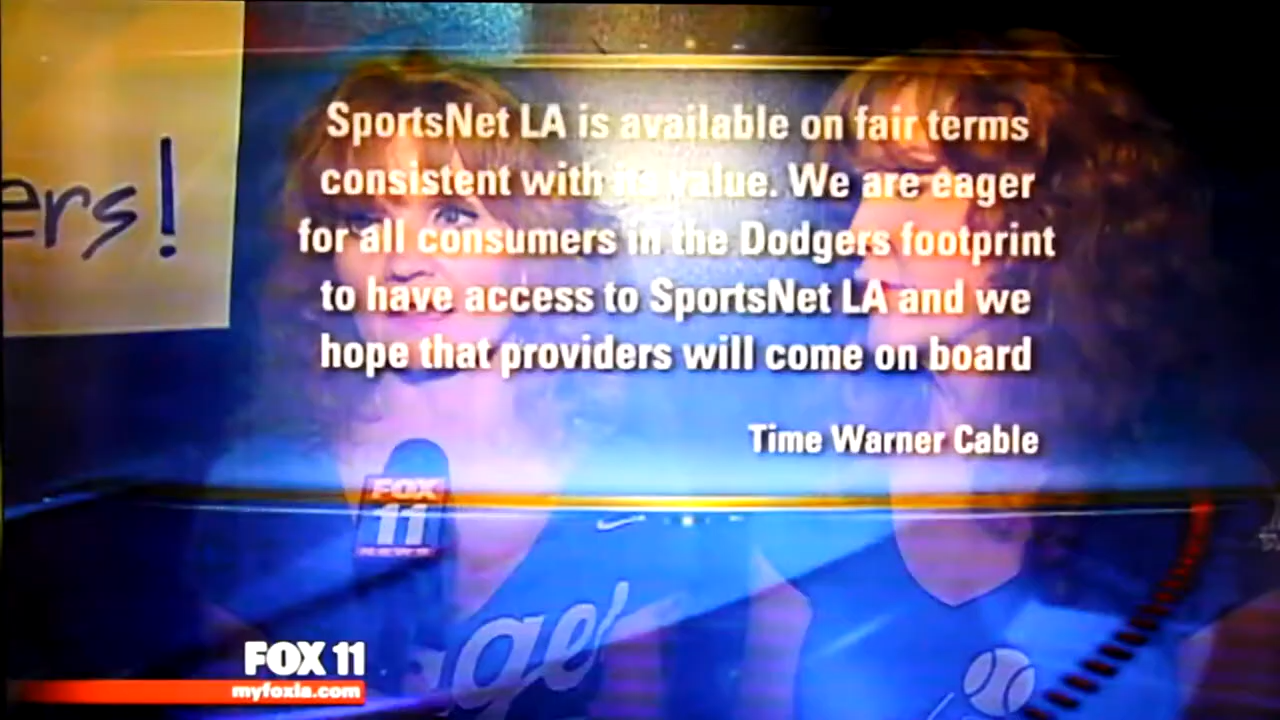 ers!
SportsNet LA is available on fair terms
consistent with its value. We are eager
for all consumers in the Dodgers footprint
to have access to SportsNet LA and we
hope that providers will come on board
Time Warner Cable
FOX
11
NEWS
dge
FOX 11
myfoxla.com